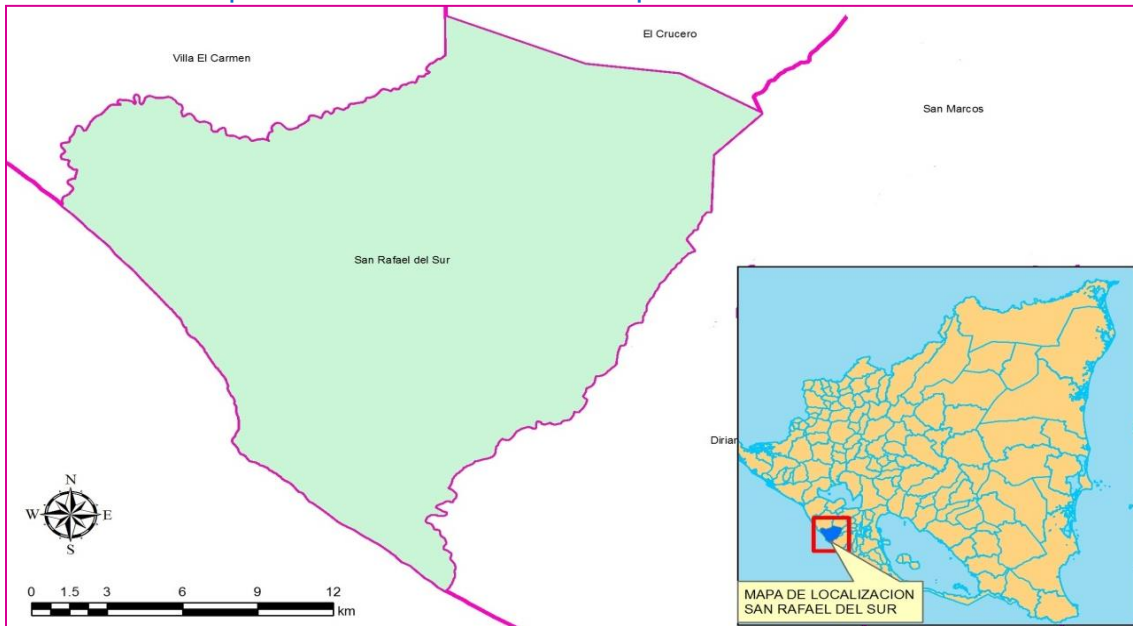 El Crucero
Villa El Carmen
San Marcos
San Rafael del Sur
Diriam
N
W E
S
0 1.5 3 6 9 12
km
MAPA DE LOCALIZACION
SAN RAFAEL DEL SUR